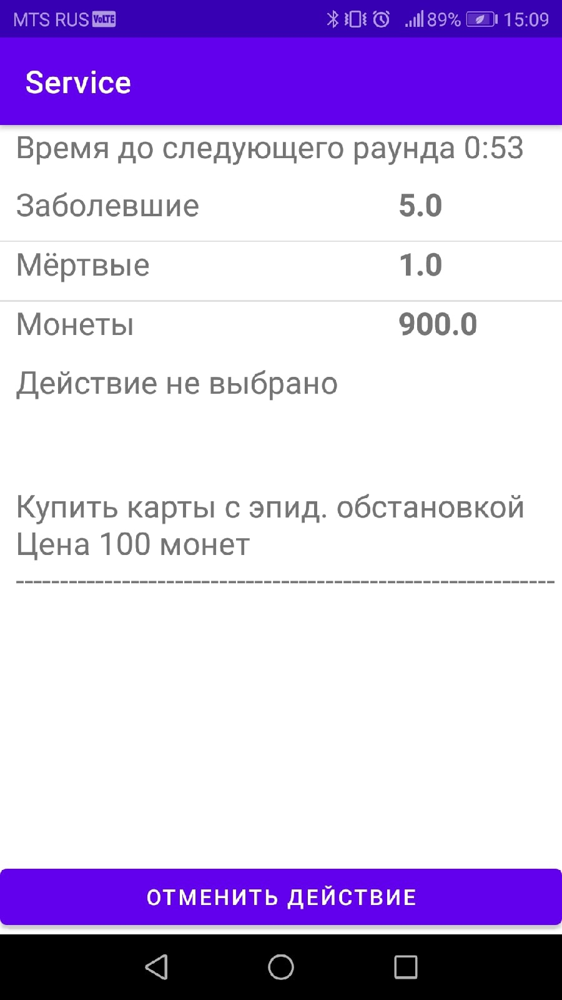 MTS RUS VoLTE 89% 15:09
Service
Время до следующего раунда 0:53
Заболевшие 5.0
Мёртвые 1.0
Монеты 900.0
Действие не выбрано
Купить карты с эпид. обстановкой
Цена 100 монет
-------------------------------------------------------------
ОТМЕНИТЬ ДЕЙСТВИЕ